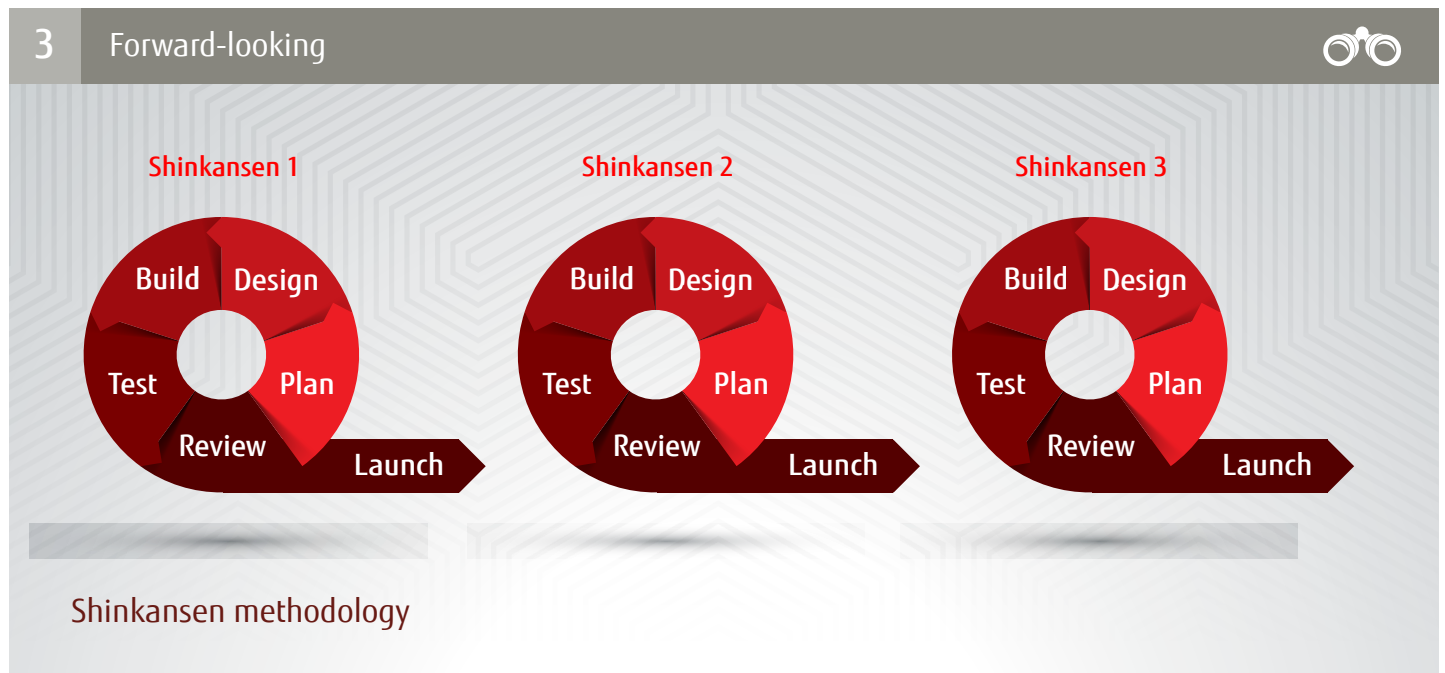 3 Forward-looking
Shinkansen 1
Build
Design
Test
Plan
Review
Launch
Shinkansen 2
Build
Design
Test
Plan
Review
Launch
Shinkansen 3
Build
Design
Test
Plan
Review
Launch
Shinkansen methodology